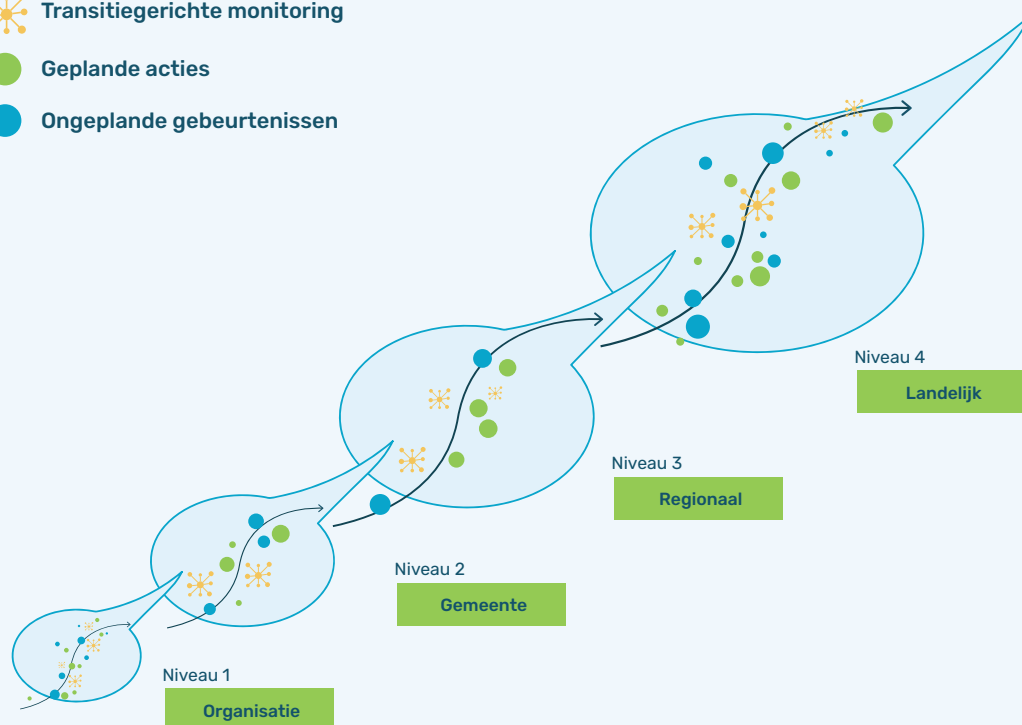 Transitiegerichte monitoring
Geplande acties
Ongeplande gebeurtenissen
Niveau 4
Landelijk
Niveau 3
Regionaal
Niveau 2
Gemeente
Niveau 1
Organisatie